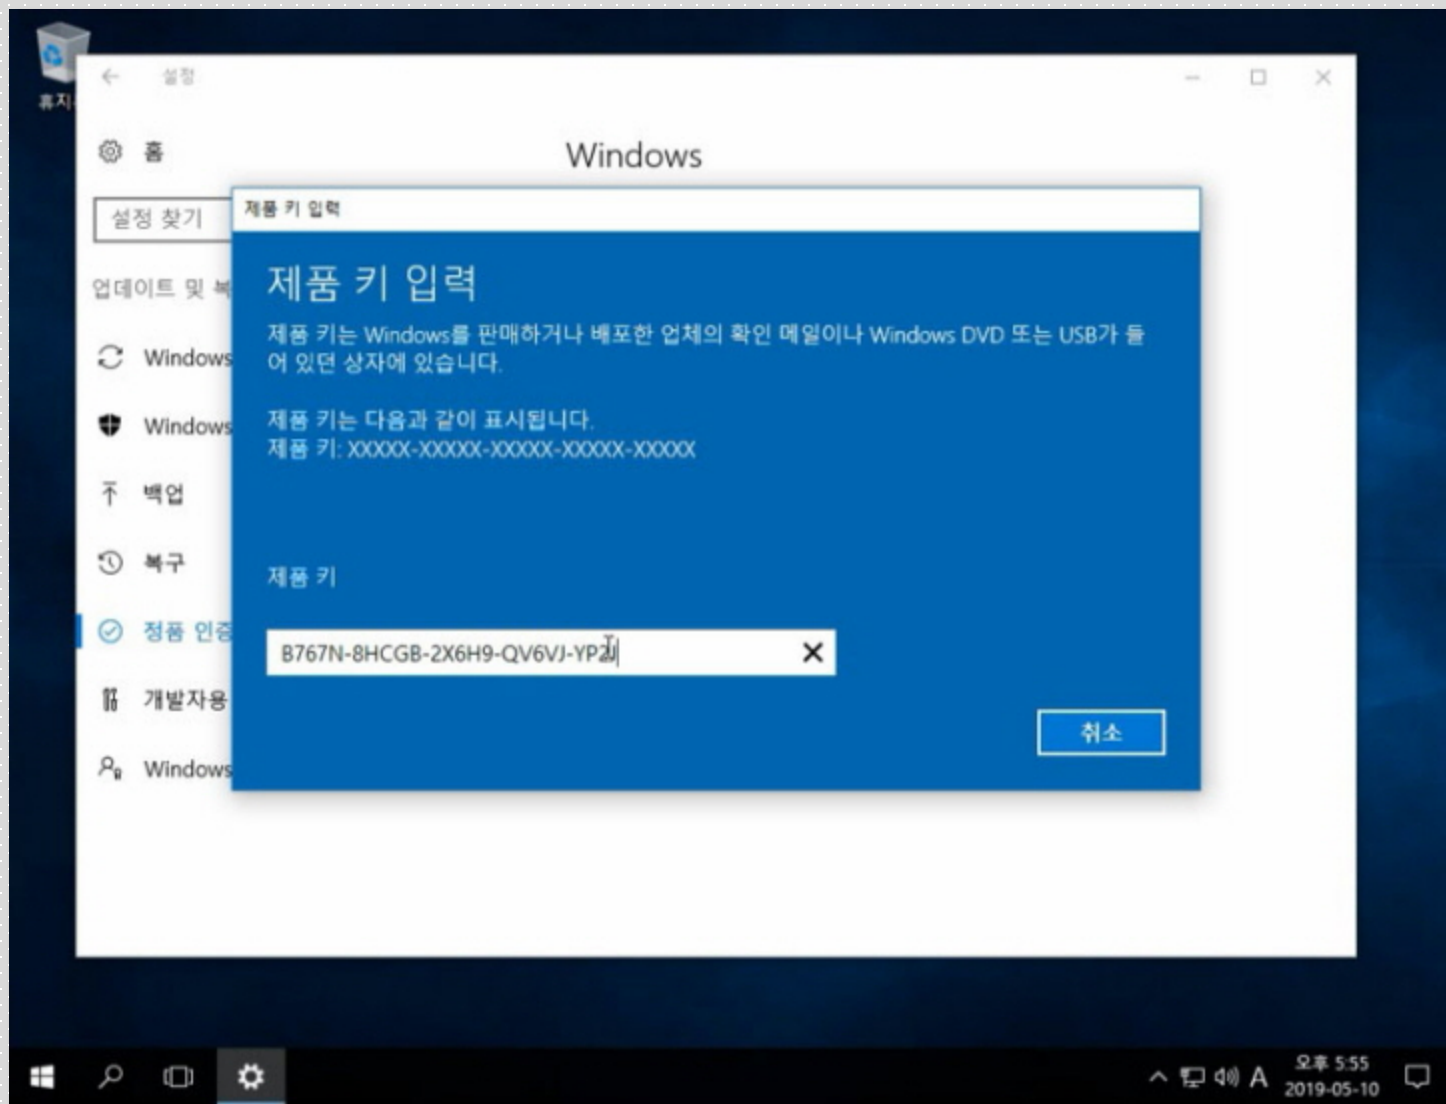 휴지
설정
홈
Windows
설정 찾기
제품 키 입력
제품 키 입력
업데이트 및 복
제품 키는 Windows를 판매하거나 배포한 업체의 확인 메일이나 Windows DVD 또는 USB가 들
어 있던 상자에 있습니다.
Windows
제품 키는 다음과 같이 표시됩니다.
Windows
제품 키: XXXXX-XXXXX-XXXXX-XXXXX-XXXXX
백업
복구
제품 키
정품 인증
B767N-8HCGB-2X6H9-QV6VJ-YP2J
개발자용
취소
Windows
A
오후 5:55
2019-05-10